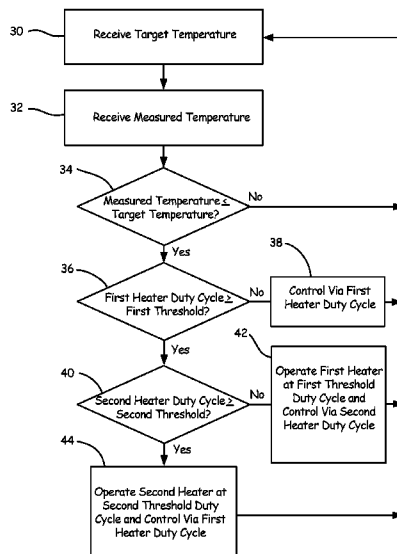 30
Receive Target Temperature
32
Receive Measured Temperature
34
Measured Temperature ≤
Target Temperature?
No
Yes
36
First Heater Duty Cycle ≥
First Threshold?
No
38
Control Via First
Heater Duty Cycle
Yes
40
Second Heater Duty Cycle ≥
Second Threshold?
No
42
Operate First Heater
at First Threshold
Duty Cycle and
Control Via Second
Heater Duty Cycle
Yes
44
Operate Second Heater at
Second Threshold Duty
Cycle and Control Via First
Heater Duty Cycle